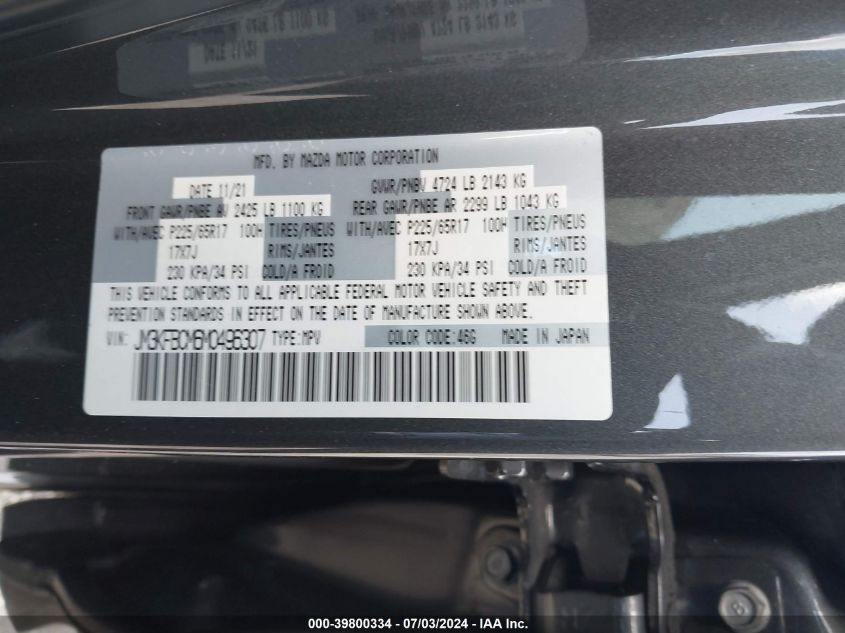 MFD. BY MAZDA MOTOR CORPORATION
DATE 11/21 GVWR/PNBV 4724 LB 2143 KG
FRONT GAWR/PNBE AV 2425 LB 1100 KG REAR GAWR/PNBE AR 2299 LB 1043 KG
WITH/AVEC P225/65R17 100H TIRES/PNEUS WITH/AVEC P225/65R17 100H TIRES/PNEUS
17X7J RIMS/JANTES 17X7J RIMS/JANTES
230 KPA/34 PSI COLD/A FROID 230 KPA/34 PSI COLD/A FROID
THIS VEHICLE CONFORMS TO ALL APPLICABLE FEDERAL MOTOR VEHICLE SAFETY AND THEFT
PREVENTION STANDARDS IN EFFECT ON THE DATE OF MANUFACTURE SHOWN ABOVE.
VIN: JM3KFBCM6M0496307 TYPE:MPV COLOR CODE:46G MADE IN JAPAN
000-39800334 - 07/03/2024 - IAA Inc.